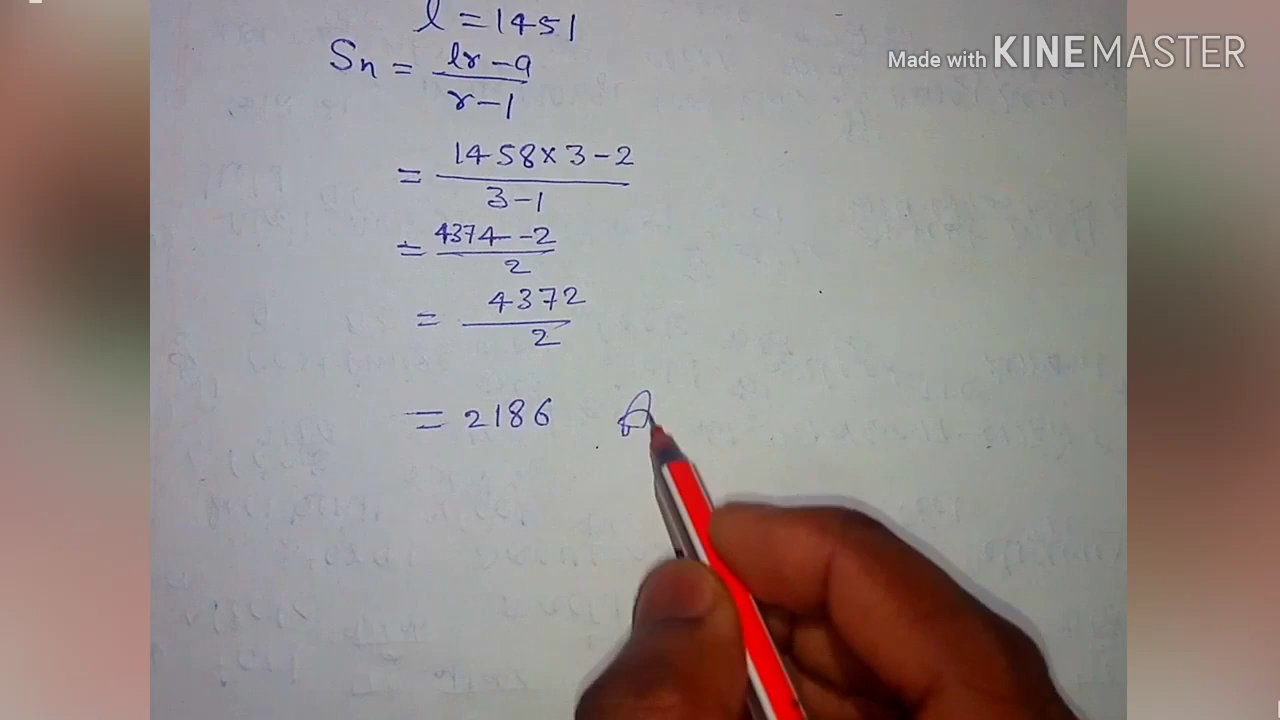 l = 1451
Made with KINEMASTER
Sn = lr - a / r - 1
= 1458 x 3 - 2 / 3 - 1
= 4374 - - 2 / 2
= 4372 / 2
= 2186